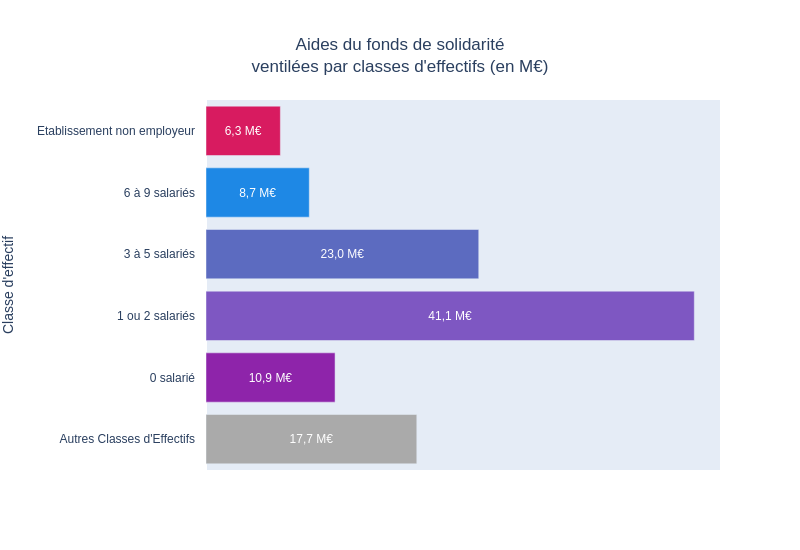 Aides du fonds de solidarité
ventilées par classes d'effectifs (en M€)
Classe d'effectif
Etablissement non employeur
6,3 M€
6 à 9 salariés
8,7 M€
3 à 5 salariés
23,0 M€
1 ou 2 salariés
41,1 M€
0 salarié
10,9 M€
Autres Classes d'Effectifs
17,7 M€